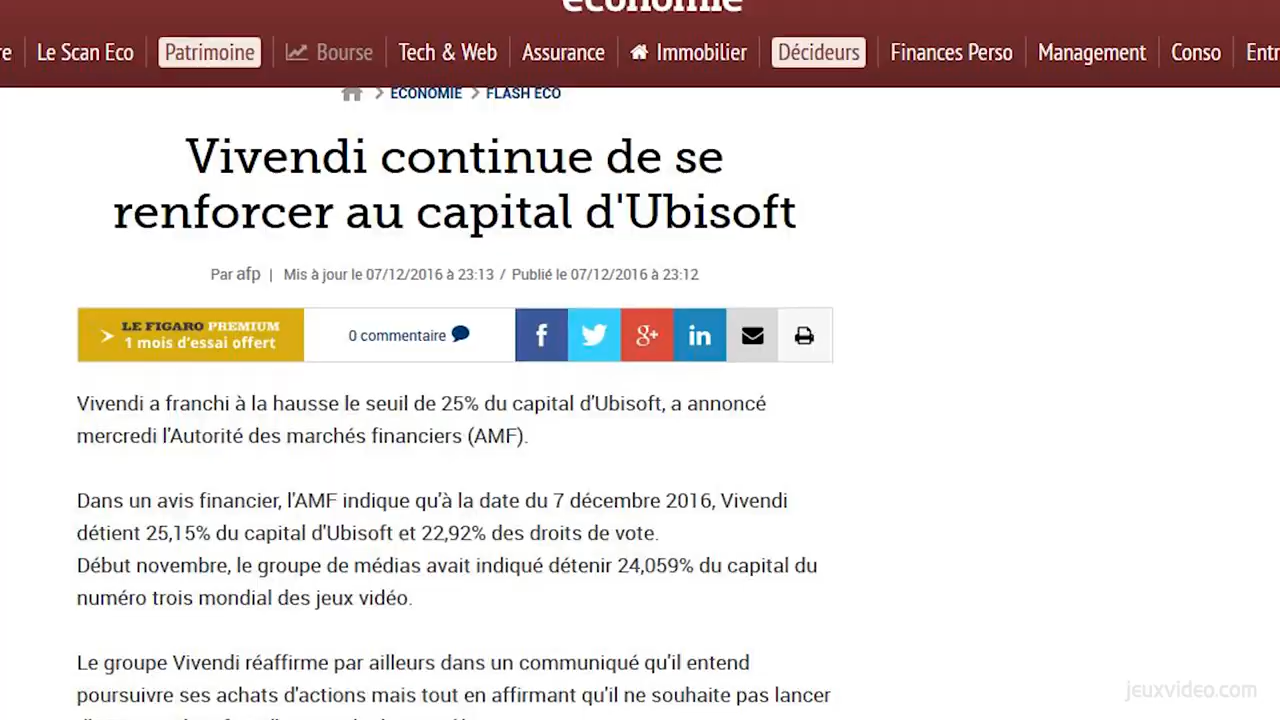 économie
re Le Scan Eco Patrimoine Bourse Tech & Web Assurance Immobilier Décideurs Finances Perso Management Conso Entr
ECONOMIE > FLASH ECO
Vivendi continue de se
renforcer au capital d'Ubisoft
Par afp | Mis à jour le 07/12/2016 à 23:13 / Publié le 07/12/2016 à 23:12
LE FIGARO PREMIUM
1 mois d'essai offert
0 commentaire
Vivendi a franchi à la hausse le seuil de 25% du capital d'Ubisoft, a annoncé
mercredi l'Autorité des marchés financiers (AMF).
Dans un avis financier, l'AMF indique qu'à la date du 7 décembre 2016, Vivendi
détient 25,15% du capital d'Ubisoft et 22,92% des droits de vote.
Début novembre, le groupe de médias avait indiqué détenir 24,059% du capital du
numéro trois mondial des jeux vidéo.
Le groupe Vivendi réaffirme par ailleurs dans un communiqué qu'il entend
poursuivre ses achats d'actions mais tout en affirmant qu'il ne souhaite pas lancer
jeuxvideo.com